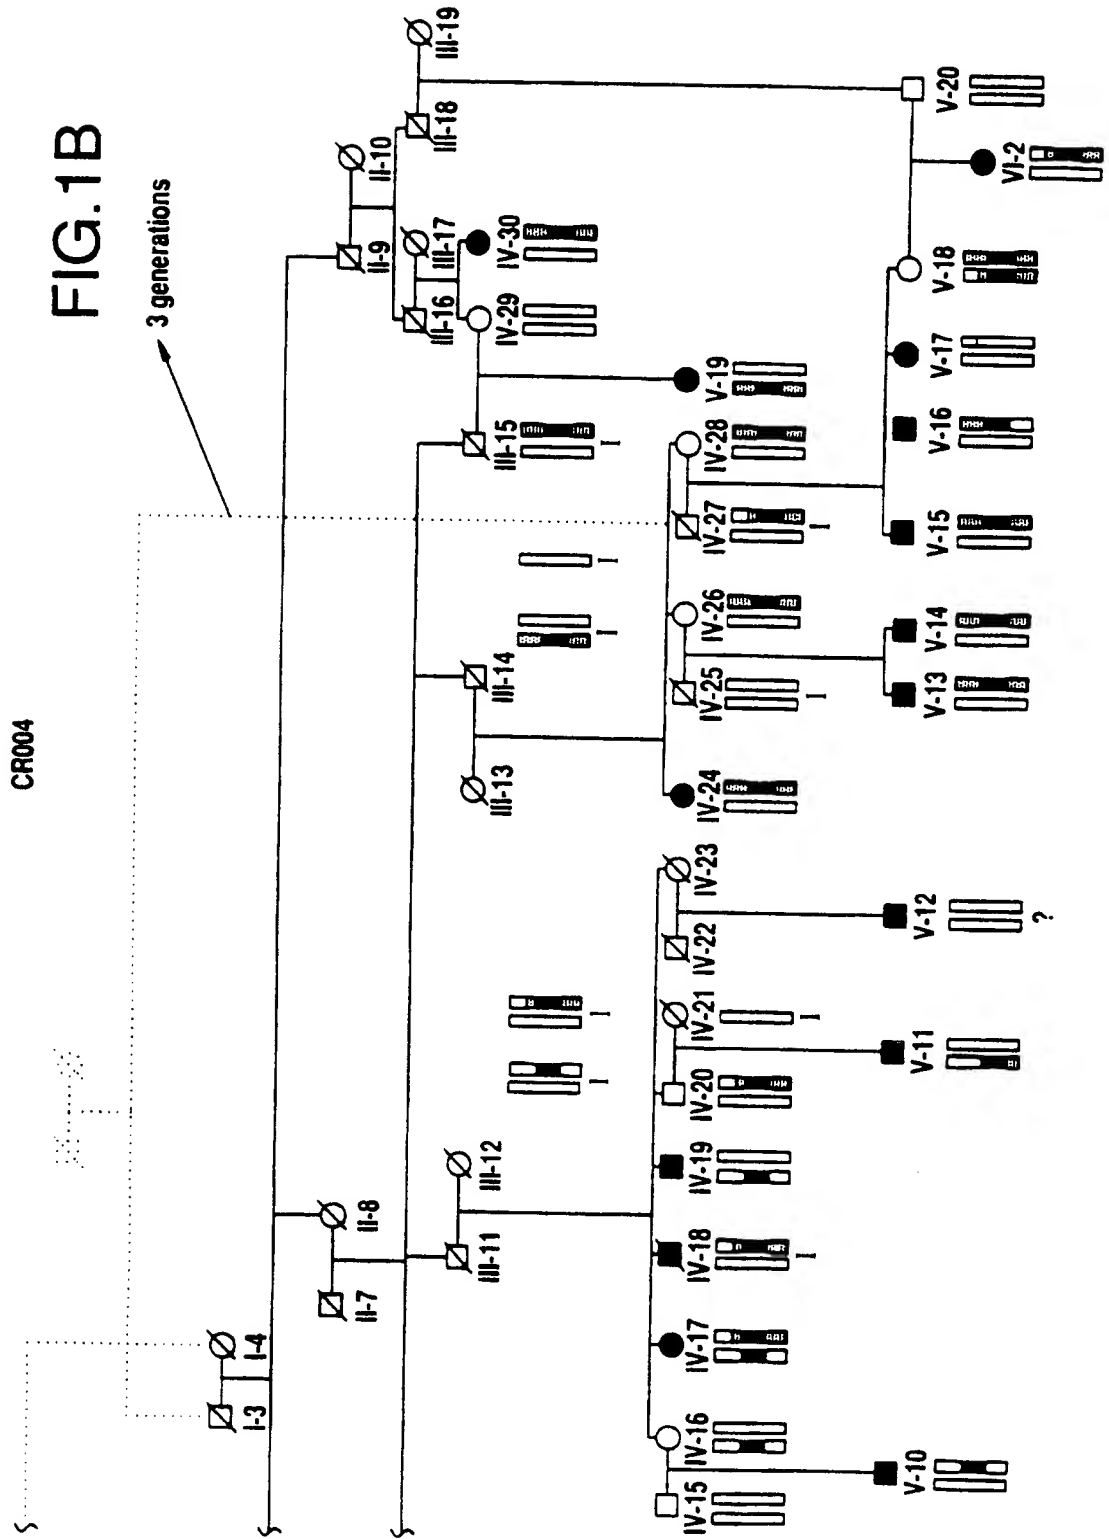 FIG.1B
CR004
3 generations
I-3
I-4
II-7
II-8
II-9
II-10
III-11
III-12
III-13
III-14
III-15
III-16
III-17
III-18
III-19
IV-15
IV-16
IV-17
IV-18
I
IV-19
IV-20
IV-21
I
IV-22
IV-23
I
I
IV-24
IV-25
I
IV-26
IV-27
I
IV-28
I
I
I
IV-29
IV-30
V-10
V-11
V-12
?
V-13
V-14
V-15
V-16
V-17
V-18
V-19
V-20
VI-2